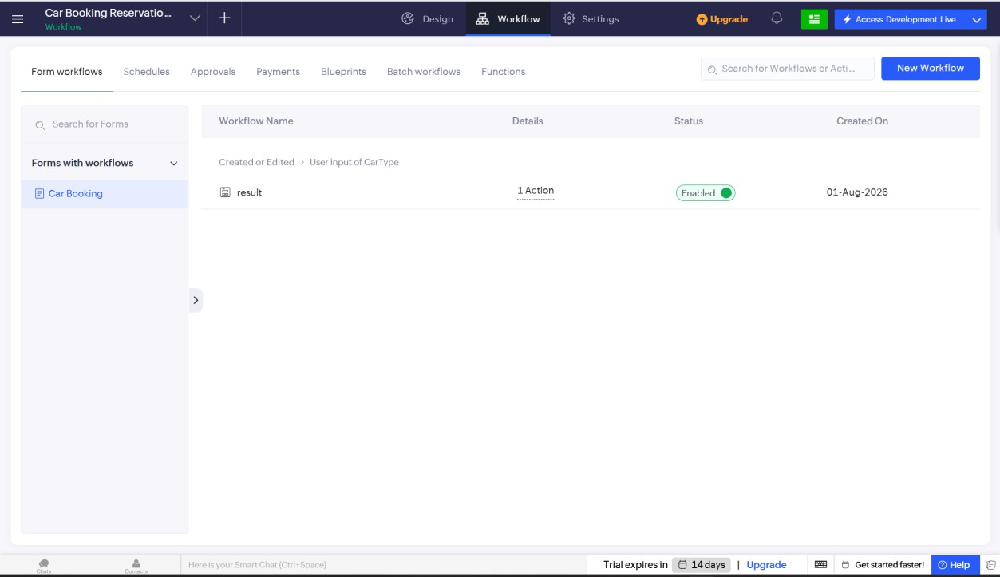 Car Booking Reservatio...
Workflow
Design
Workflow
Settings
Upgrade
Access Development Live
Form workflows
Schedules
Approvals
Payments
Blueprints
Batch workflows
Functions
Search for Workflows or Acti...
New Workflow
Search for Forms
Forms with workflows
Car Booking
Workflow Name
Details
Status
Created On
Created or Edited > User Input of CarType
result
1 Action
Enabled
01-Aug-2026
Chats
Contacts
Here is your Smart Chat (Ctrl+Space)
Trial expires in
14 days
|
Upgrade
Get started faster!
Help